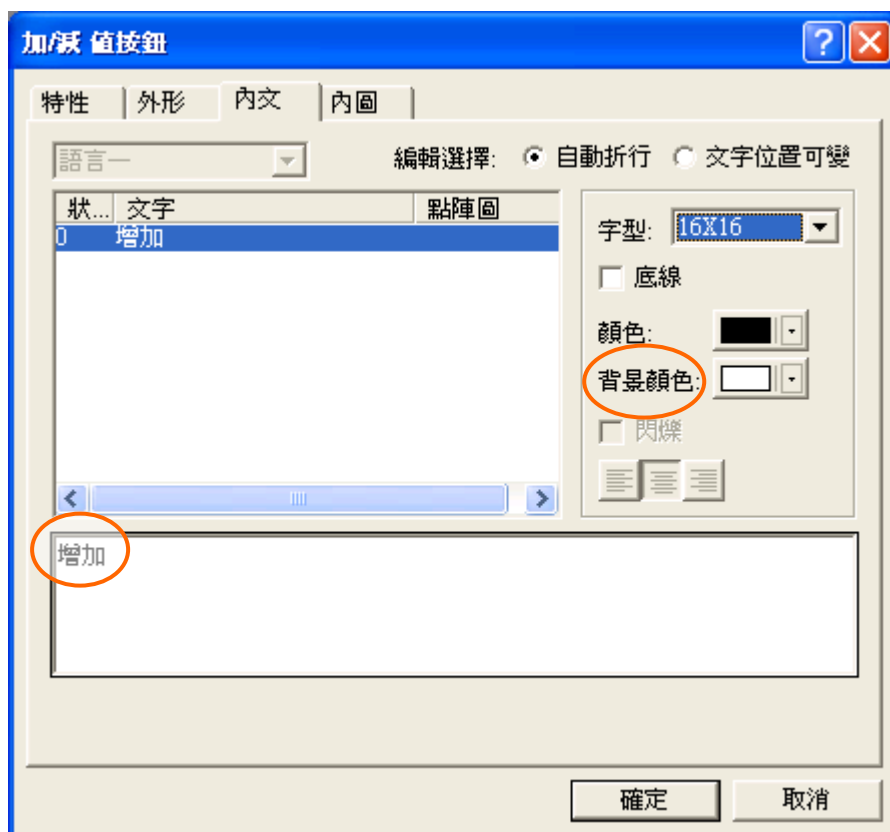 加/減 值按鈕
特性 外形 內文 內圖
語言一 編輯選擇: 自動折行 文字位置可變
狀... 文字 點陣圖
0 增加
字型: 16X16
底線
顏色:
背景顏色:
閃爍
增加
確定 取消